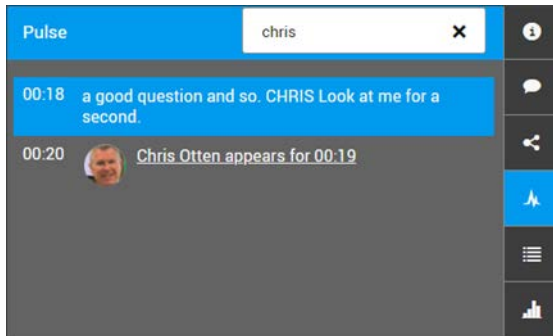 Pulse
chris
00:18 a good question and so. CHRIS Look at me for a
second.
00:20 Chris Otten appears for 00:19